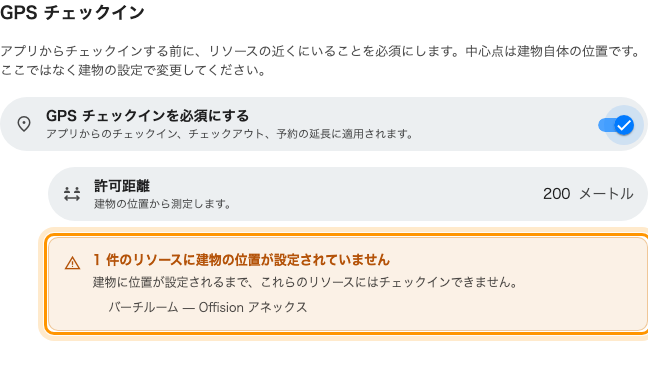 GPS チェックイン
アプリからチェックインする前に、リソースの近くにいることを必須にします。中心点は建物自体の位置です。
ここではなく建物の設定で変更してください。
GPS チェックインを必須にする
アプリからのチェックイン、チェックアウト、予約の延長に適用されます。
許可距離
建物の位置から測定します。
200 メートル
1 件のリソースに建物の位置が設定されていません
建物に位置が設定されるまで、これらのリソースにはチェックインできません。
バーチルーム — Offision アネックス